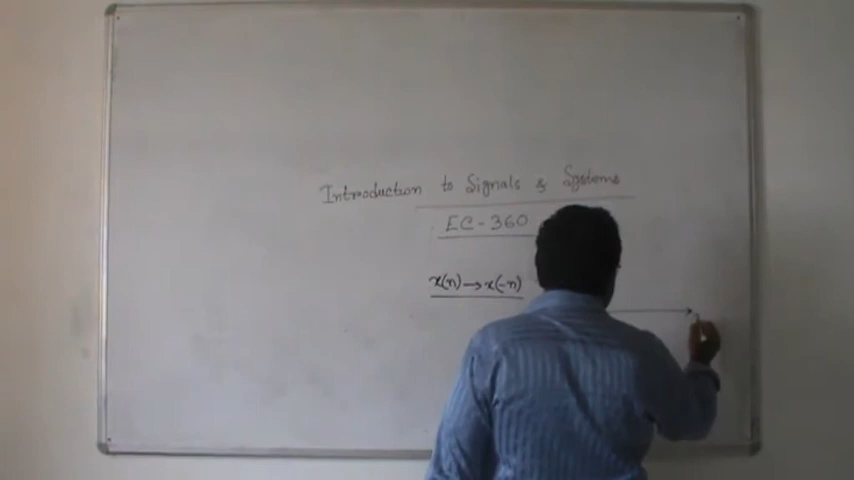 Introduction to Signals & Systems
EC-360
x(n)→x(-n)